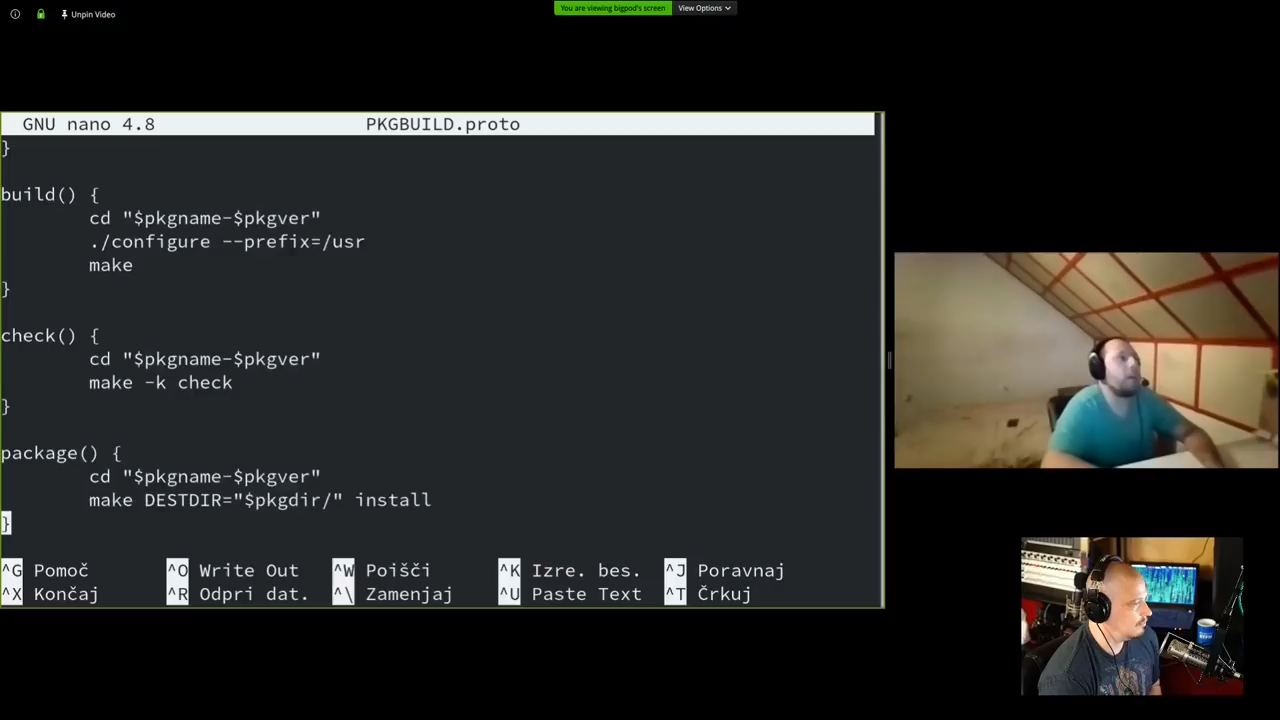 Unpin Video
You are viewing bigpod's screen
View Options
GNU nano 4.8 PKGBUILD.proto
}
build() {
cd "$pkgname-$pkgver"
./configure --prefix=/usr
make
}
check() {
cd "$pkgname-$pkgver"
make -k check
}
package() {
cd "$pkgname-$pkgver"
make DESTDIR="$pkgdir/" install
}
^G Pomoč ^O Write Out ^W Poišči ^K Izre. bes. ^J Poravnaj
^X Končaj ^R Odpri dat. ^\ Zamenjaj ^U Paste Text ^T Črkuj